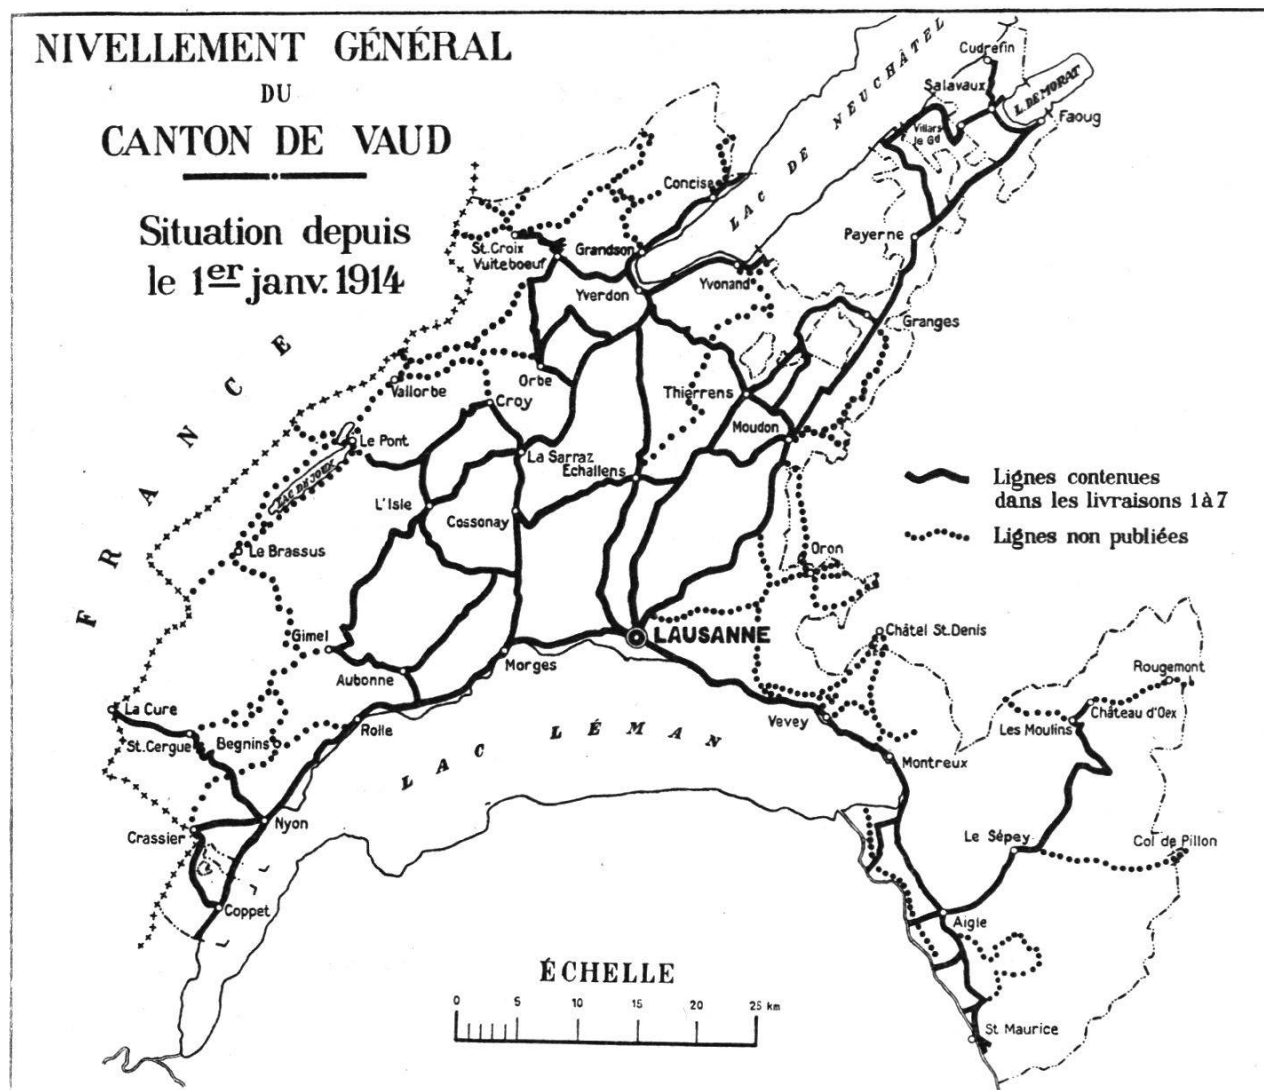 NIVELLEMENT GÉNÉRAL
DU
CANTON DE VAUD
Situation depuis
le 1er janv. 1914
Cudrefin
Salavaux
L. DE MORAT
Faoug
Villars
le Gd
LAC DE NEUCHÂTEL
Concise
Payerne
St. Croix
Grandson
Vuiteboeuf
Yverdon
Yvonand
Granges
FRANCE
Vallorbe
Orbe
Thierrens
Croy
Moudon
Le Pont
La Sarraz
Echallens
LAC DE JOUX
L'Isle
Cossonay
Lignes contenues
dans les livraisons 1 à 7
Lignes non publiées
Le Brassus
Oron
Gimel
LAUSANNE
Châtel St. Denis
Morges
Aubonne
Rougemont
La Cure
Château d'Oex
Rolle
Vevey
Les Moulins
St. Cergue
Begnins
LAC LÉMAN
Montreux
Nyon
Crassier
Le Sépey
Col de Pillon
Coppet
Aigle
ÉCHELLE
0 5 10 15 20 25 km
St Maurice